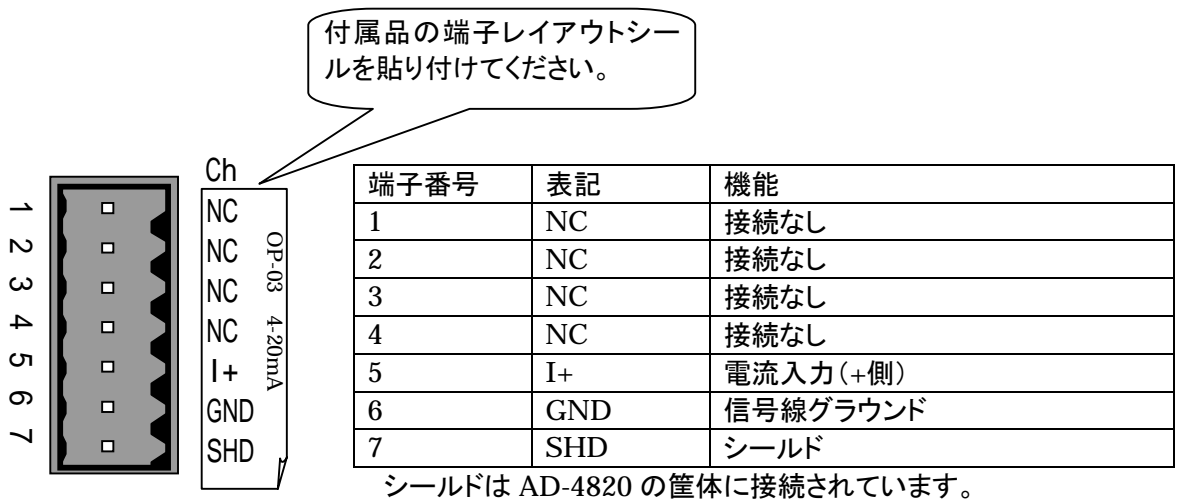 付属品の端子レイアウトシー
ルを貼り付けてください。
Ch
1
2
3
4
5
6
7
NC
NC
NC
NC
I+
GND
SHD
OP-03 4-20mA
端子番号 表記 機能
1 NC 接続なし
2 NC 接続なし
3 NC 接続なし
4 NC 接続なし
5 I+ 電流入力(+側)
6 GND 信号線グラウンド
7 SHD シールド
シールドは AD-4820 の筐体に接続されています。